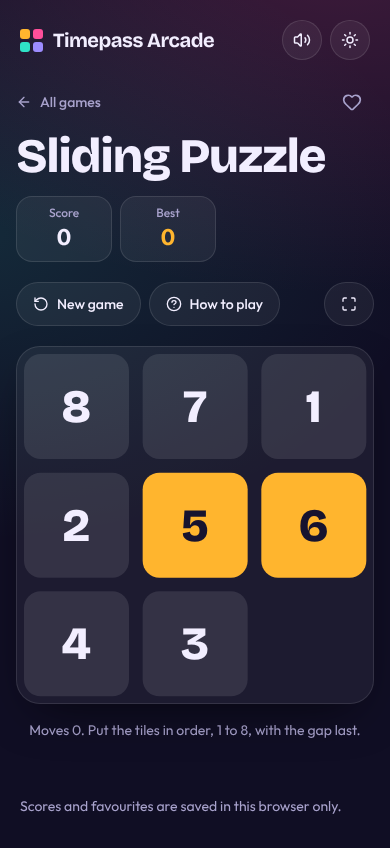 Timepass Arcade
All games
Sliding Puzzle
Score Best
0 0
New game How to play
8 7 1
2 5 6
4 3
Moves 0. Put the tiles in order, 1 to 8, with the gap last.
Scores and favourites are saved in this browser only.